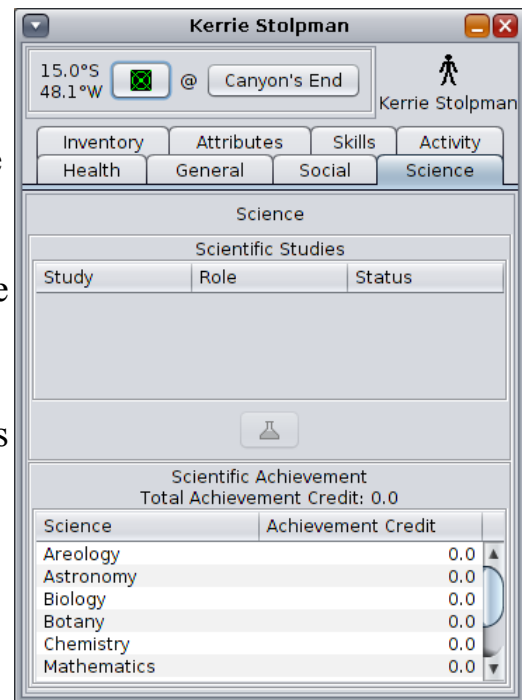 Kerrie Stolpman
15.0°S
48.1°W
@ Canyon's End
Kerrie Stolpman
Inventory Attributes Skills Activity
Health General Social Science
Science
Scientific Studies
Study Role Status
Scientific Achievement
Total Achievement Credit: 0.0
Science Achievement Credit
Areology 0.0
Astronomy 0.0
Biology 0.0
Botany 0.0
Chemistry 0.0
Mathematics 0.0